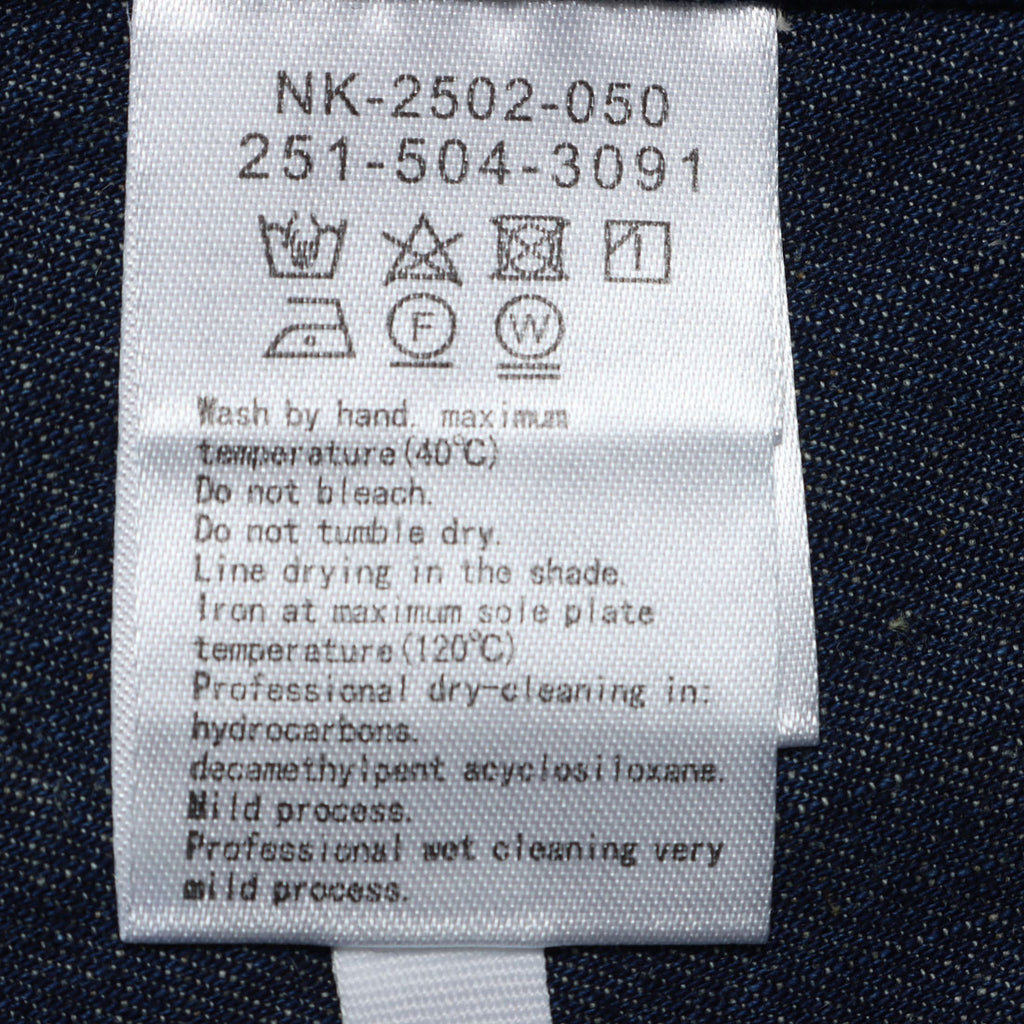 NK-2502-050
251-504-3091
F W
Wash by hand. maximum
temperature(40℃)
Do not bleach.
Do not tumble dry.
Line drying in the shade.
Iron at maximum sole plate
temperature(120℃)
Professional dry-cleaning in:
hydrocarbons.
decamethylpent acyclosiloxane.
Mild process.
Professional wet cleaning very
mild process.